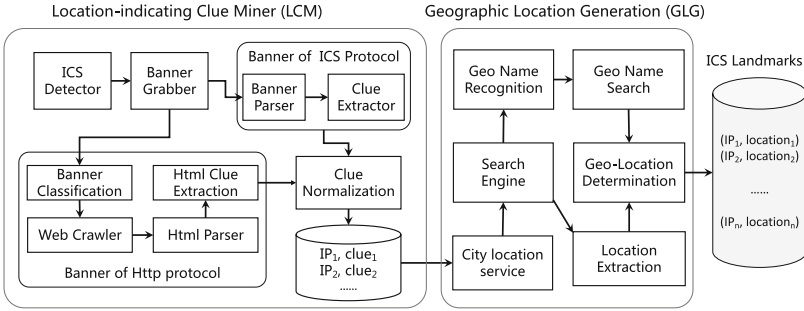 Location-indicating Clue Miner (LCM)
Geographic Location Generation (GLG)
ICS
Detector
Banner
Grabber
Banner of ICS Protocol
Banner
Parser
Clue
Extractor
Banner
Classification
Html Clue
Extraction
Web Crawler
Html Parser
Banner of Http protocol
Clue
Normalization
IP₁, clue₁
IP₂, clue₂
......
Geo Name
Recognition
Geo Name
Search
Search
Engine
Geo-Location
Determination
City location
service
Location
Extraction
ICS Landmarks
(IP₁, location₁)
(IP₂, location₂)
......
(IPₙ, locationₙ)